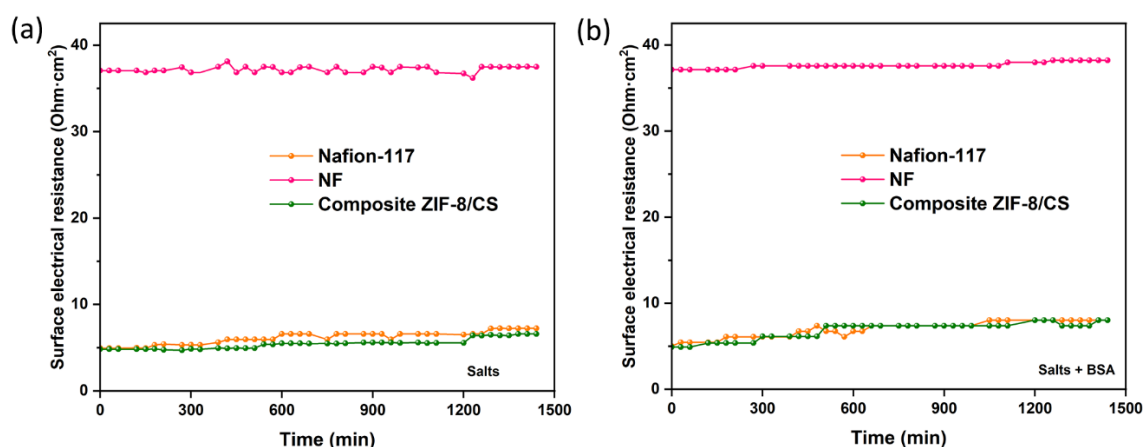 (a)
Surface electrical resistance (Ohm·cm²)
40
30
20
10
0
Nafion-117
NF
Composite ZIF-8/CS
Salts
0 300 600 900 1200 1500
Time (min)
(b)
Surface electrical resistance (Ohm·cm²)
40
30
20
10
0
Nafion-117
NF
Composite ZIF-8/CS
Salts + BSA
0 300 600 900 1200 1500
Time (min)